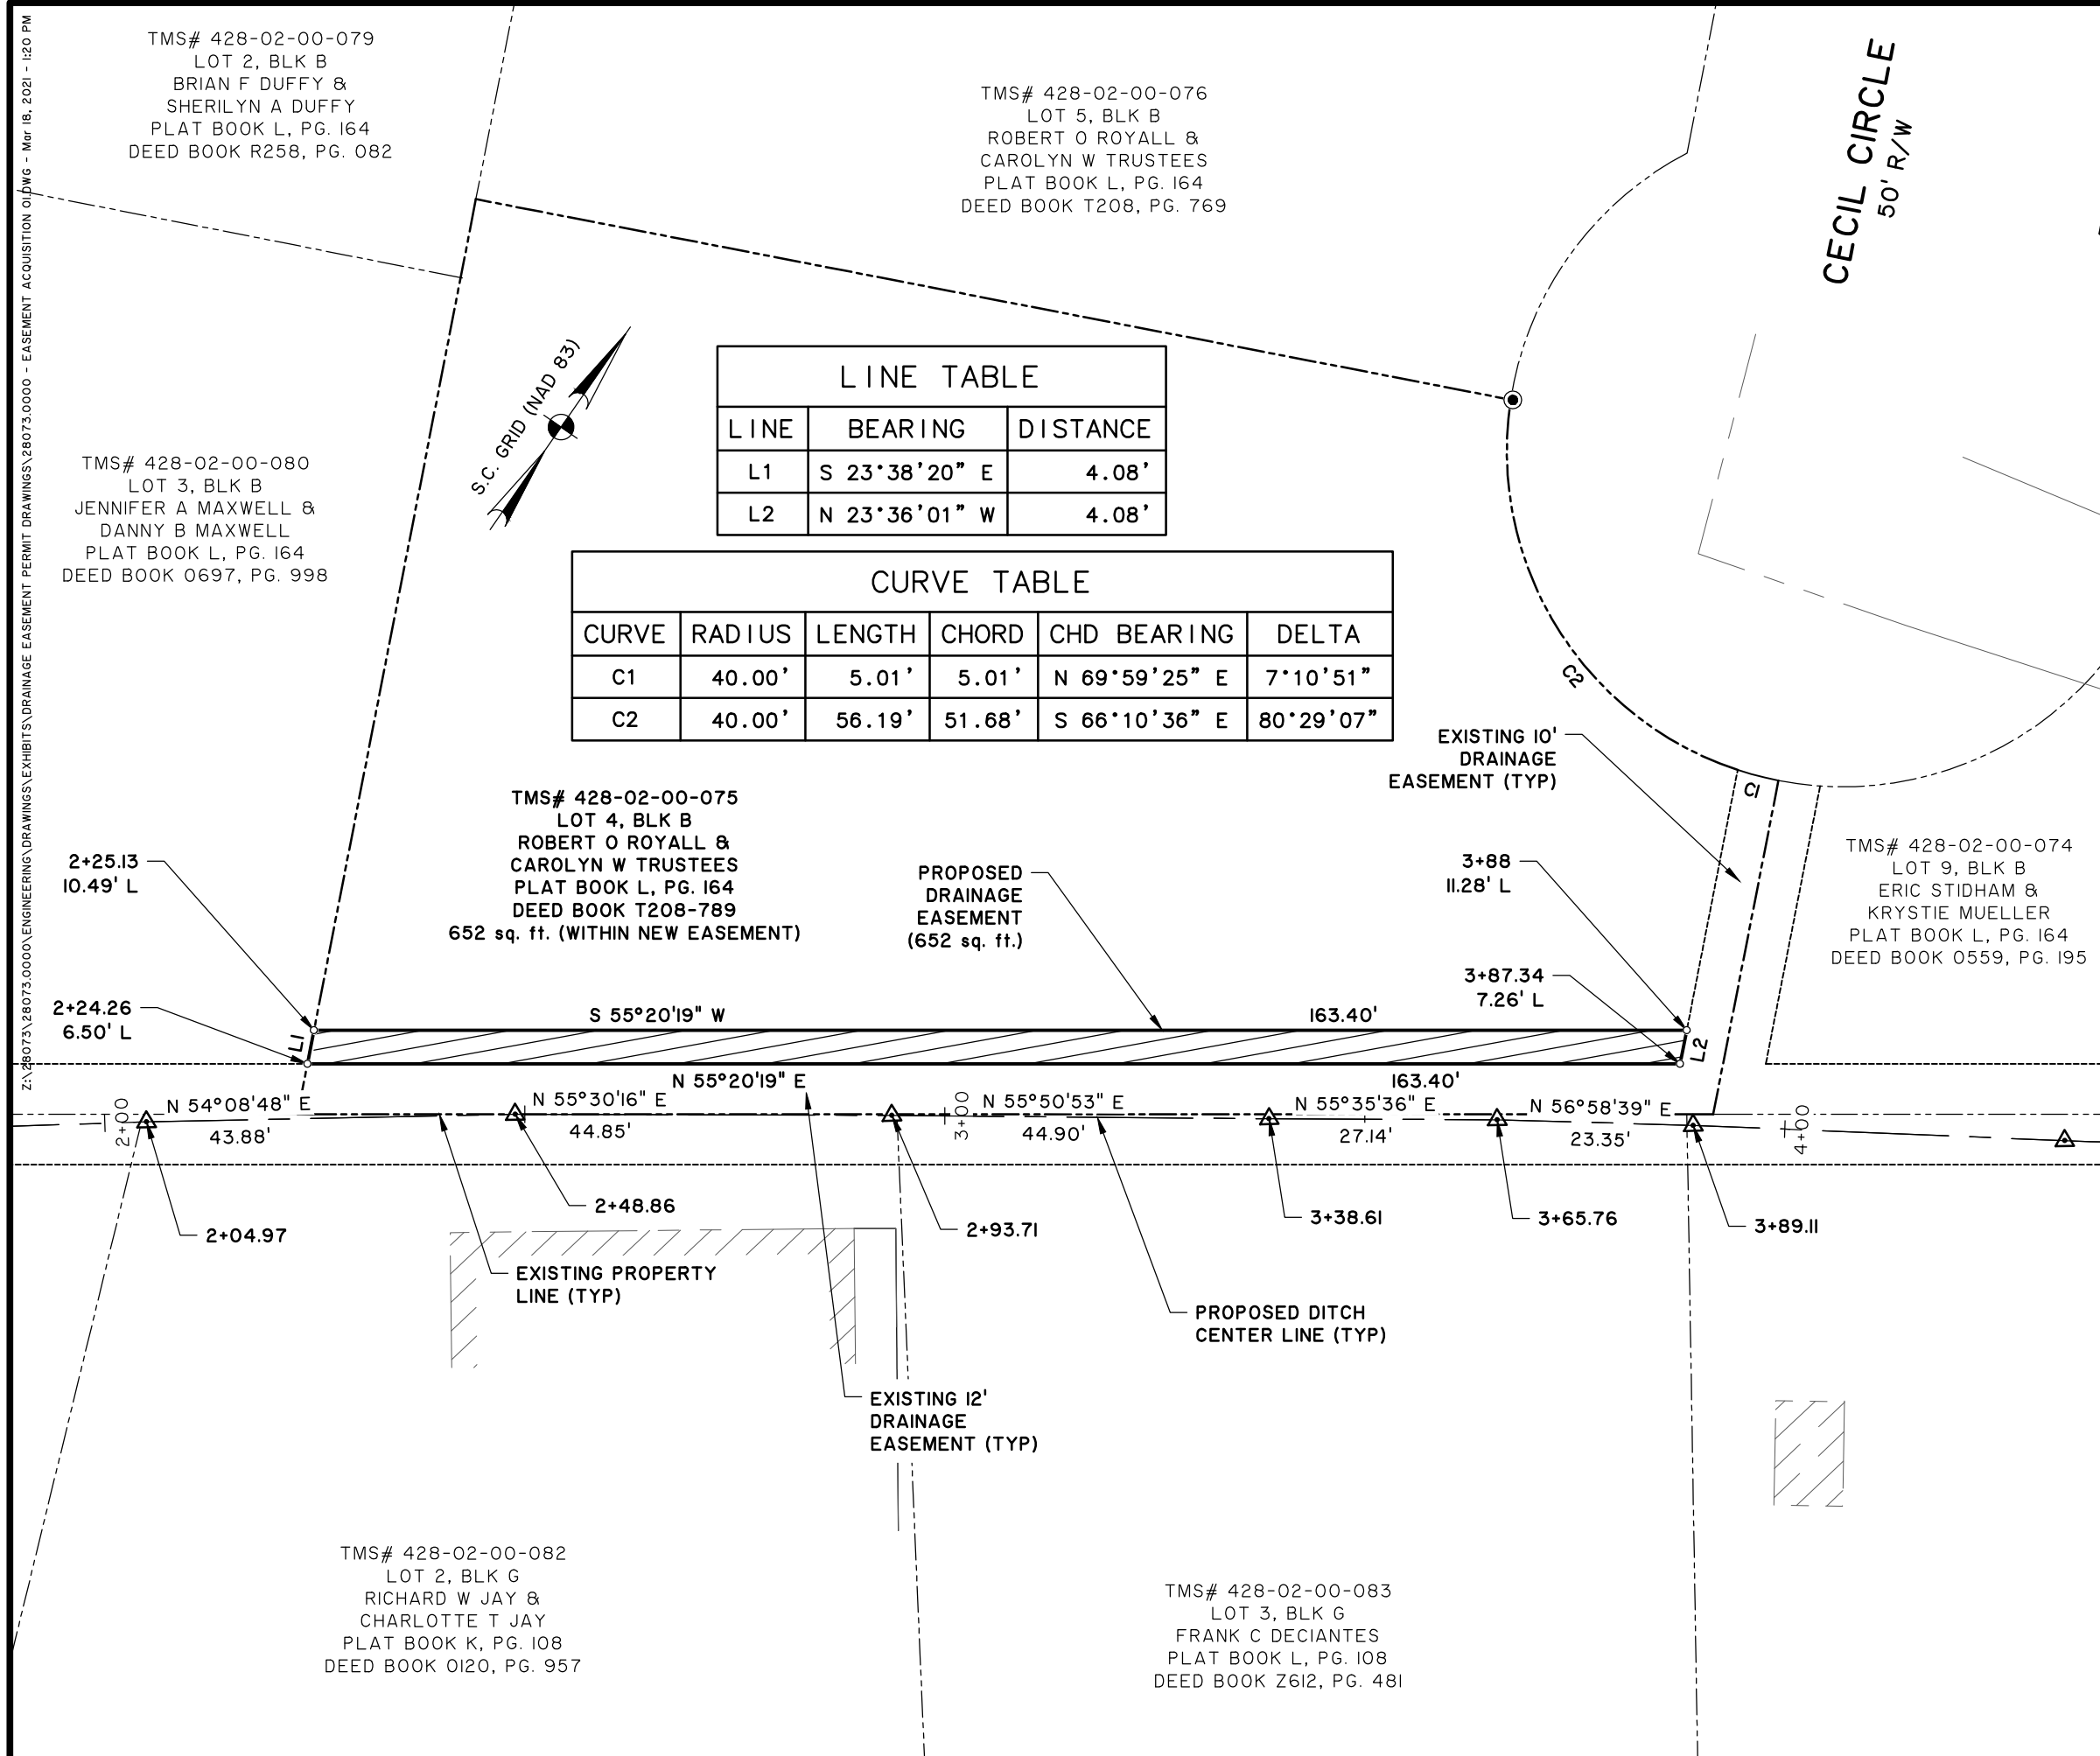 Z:\28073\28073.0000\ENGINEERING\DRAWINGS\EXHIBITS\DRAINAGE EASEMENT PERMIT DRAWINGS\28073.0000 - EASEMENT ACQUISITION 01.DWG - Mar 18, 2021 - 1:20 PM
TMS# 428-02-00-079
LOT 2, BLK B
BRIAN F DUFFY &
SHERILYN A DUFFY
PLAT BOOK L, PG. 164
DEED BOOK R258, PG. 082
TMS# 428-02-00-076
LOT 5, BLK B
ROBERT O ROYALL &
CAROLYN W TRUSTEES
PLAT BOOK L, PG. 164
DEED BOOK T208, PG. 769
CECIL CIRCLE
50' R/W
S.C. GRID (NAD 83)
TMS# 428-02-00-080
LOT 3, BLK B
JENNIFER A MAXWELL &
DANNY B MAXWELL
PLAT BOOK L, PG. 164
DEED BOOK 0697, PG. 998
LINE TABLE
LINE BEARING DISTANCE
L1 S 23°38'20" E 4.08'
L2 N 23°36'01" W 4.08'
CURVE TABLE
CURVE RADIUS LENGTH CHORD CHD BEARING DELTA
C1 40.00' 5.01' 5.01' N 69°59'25" E 7°10'51"
C2 40.00' 56.19' 51.68' S 66°10'36" E 80°29'07"
C2
EXISTING 10'
DRAINAGE
EASEMENT (TYP)
C1
TMS# 428-02-00-075
LOT 4, BLK B
ROBERT O ROYALL &
CAROLYN W TRUSTEES
PLAT BOOK L, PG. 164
DEED BOOK T208-789
652 sq. ft. (WITHIN NEW EASEMENT)
2+25.13
10.49' L
PROPOSED
DRAINAGE
EASEMENT
(652 sq. ft.)
3+88
11.28' L
TMS# 428-02-00-074
LOT 9, BLK B
ERIC STIDHAM &
KRYSTIE MUELLER
PLAT BOOK L, PG. 164
DEED BOOK 0559, PG. 195
2+24.26
6.50' L
3+87.34
7.26' L
S 55°20'19" W 163.40'
L1
L2
N 55°20'19" E 163.40'
2+00
N 54°08'48" E
43.88'
N 55°30'16" E
44.85'
3+00
N 55°50'53" E
44.90'
N 55°35'36" E
27.14'
N 56°58'39" E
23.35'
4+00
2+04.97
2+48.86
2+93.71
3+38.61
3+65.76
3+89.11
EXISTING PROPERTY
LINE (TYP)
PROPOSED DITCH
CENTER LINE (TYP)
EXISTING 12'
DRAINAGE
EASEMENT (TYP)
TMS# 428-02-00-082
LOT 2, BLK G
RICHARD W JAY &
CHARLOTTE T JAY
PLAT BOOK K, PG. 108
DEED BOOK 0120, PG. 957
TMS# 428-02-00-083
LOT 3, BLK G
FRANK C DECIANTES
PLAT BOOK L, PG. 108
DEED BOOK Z612, PG. 481